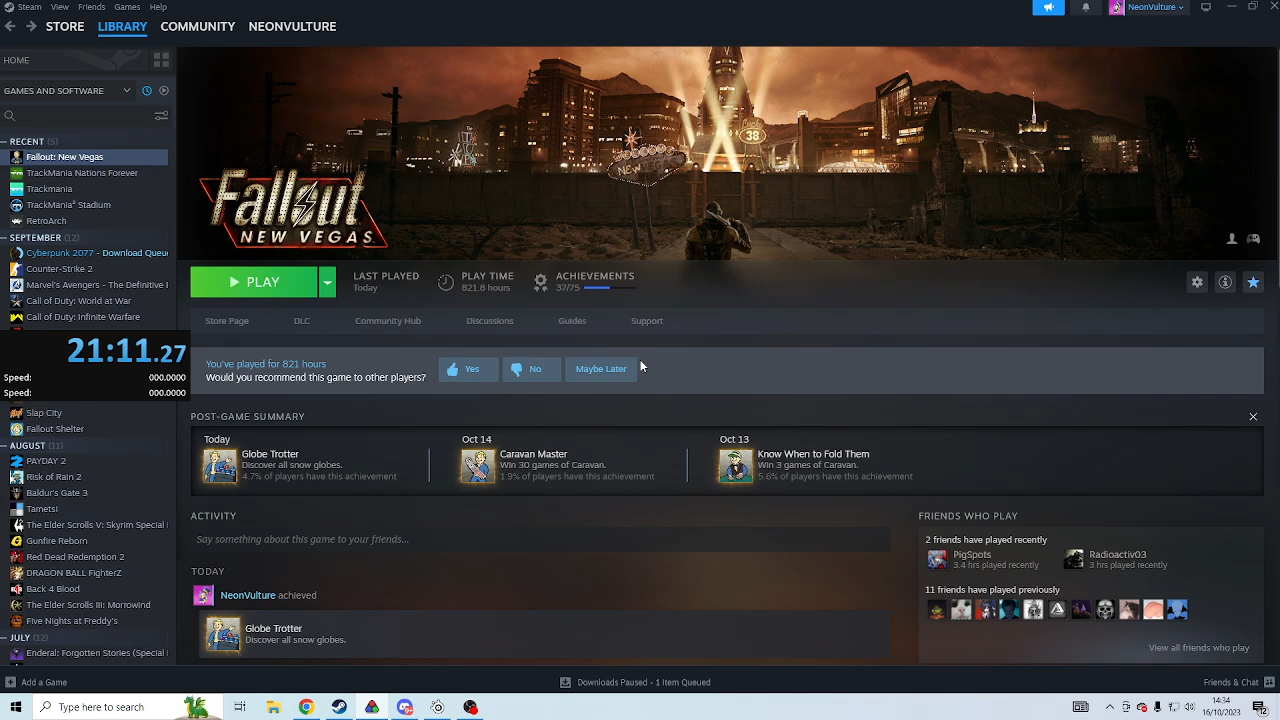 Steam View Friends Games Help
NeonVulture
STORE LIBRARY COMMUNITY NEONVULTURE
HOME
GAMES AND SOFTWARE
RECENT (5)
Fallout: New Vegas
Trackmania Nations Forever
Trackmania
TrackMania² Stadium
RetroArch
SEPTEMBER (12)
Cyberpunk 2077 - Download Queu
Counter-Strike 2
Marvel's Avengers - The Definitive E
Call of Duty: World at War
Call of Duty: Infinite Warfare
21:11.27
Speed: 000.0000
Speed: 000.0000
Slap City
Fallout Shelter
AUGUST (11)
PAYDAY 2
Risk of Rain 2
Baldur's Gate 3
Tametsi
The Elder Scrolls V: Skyrim Special
Gunfire Reborn
Red Dead Redemption 2
DRAGON BALL FighterZ
Back 4 Blood
The Elder Scrolls III: Morrowind
Five Nights at Freddy's
JULY (12)
Enderal: Forgotten Stories (Special
NEW VEGAS
Lucky
38
Fallout
NEW VEGAS
PLAY
LAST PLAYED
Today
PLAY TIME
821.8 hours
ACHIEVEMENTS
37/75
Store Page DLC Community Hub Discussions Guides Support
You've played for 821 hours
Would you recommend this game to other players?
Yes No Maybe Later
POST-GAME SUMMARY
Today
Globe Trotter
Discover all snow globes.
4.7% of players have this achievement
Oct 14
Caravan Master
Win 30 games of Caravan.
1.9% of players have this achievement
Oct 13
Know When to Fold Them
Win 3 games of Caravan.
5.6% of players have this achievement
ACTIVITY
Say something about this game to your friends...
TODAY
NeonVulture achieved
Globe Trotter
Discover all snow globes.
FRIENDS WHO PLAY
2 friends have played recently
PigSpots
3.4 hrs played recently
Radioactiv03
3 hrs played recently
11 friends have played previously
View all friends who play
Add a Game
Downloads Paused - 1 Item Queued
Friends & Chat
Type here to search
14:24
16/10/2023